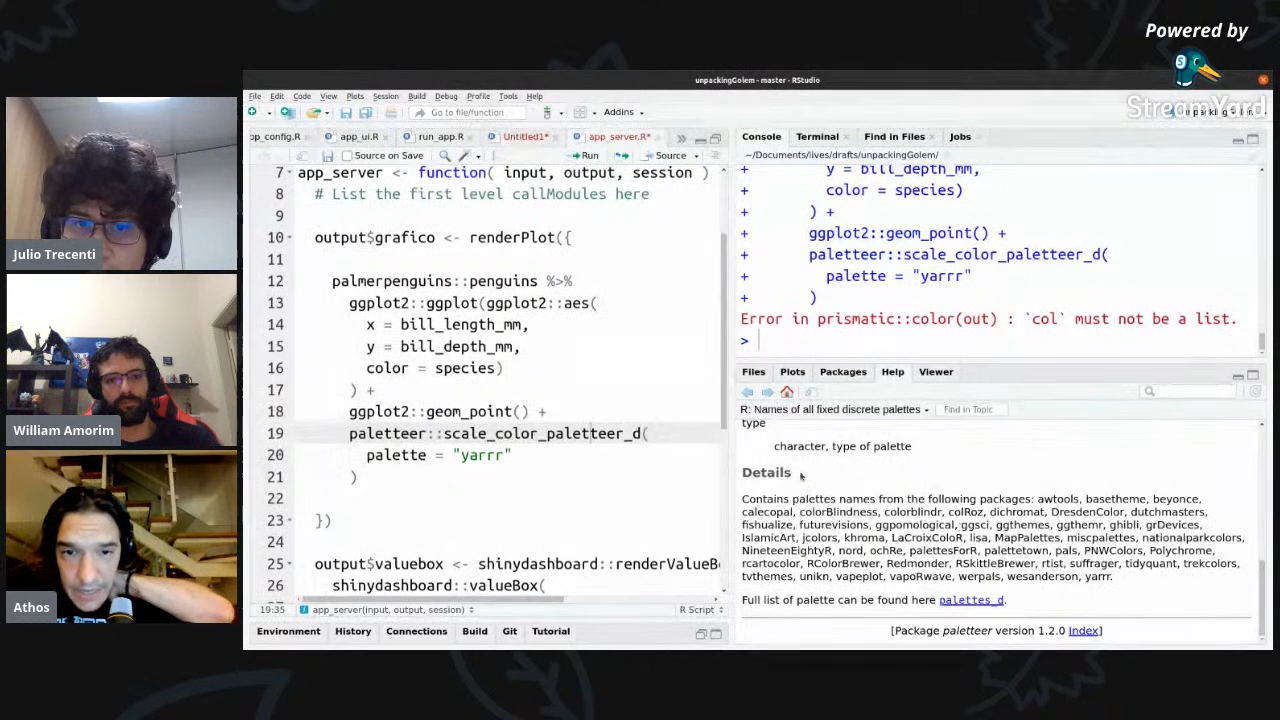 Powered by
StreamYard
Julio Trecenti
William Amorim
Athos
unpackingGolem - master - RStudio
File Edit Code View Plots Session Build Debug Profile Tools Help
Go to file/function
Addins
pp_config.R
app_ui.R
run_app.R
Untitled1*
app_server.R*
Source on Save
Run
Source
7 app_server <- function( input, output, session )
8 # List the first level callModules here
9
10 output$grafico <- renderPlot({
11
12 palmerpenguins::penguins %>%
13 ggplot2::ggplot(ggplot2::aes(
14 x = bill_length_mm,
15 y = bill_depth_mm,
16 color = species)
17 ) +
18 ggplot2::geom_point() +
19 paletteer::scale_color_paletteer_d(
20 palette = "yarrr"
21 )
22
23 })
24
25 output$valuebox <- shinydashboard::renderValueB
26 shinydashboard::valueBox(
19:35 app_server(input, output, session) R Script
Environment History Connections Build Git Tutorial
Console Terminal Find in Files Jobs
~/Documents/lives/drafts/unpackingGolem/
+ y = bill_depth_mm,
+ color = species)
+ ) +
+ ggplot2::geom_point() +
+ paletteer::scale_color_paletteer_d(
+ palette = "yarrr"
+ )
Error in prismatic::color(out) : `col` must not be a list.
>
Files Plots Packages Help Viewer
R: Names of all fixed discrete palettes
Find in Topic
type
character, type of palette
Details
Contains palettes names from the following packages: awtools, basetheme, beyonce,
calecopal, colorBlindness, colorblindr, colRoz, dichromat, DresdenColor, dutchmasters,
fishualize, futurevisions, ggpomological, ggsci, ggthemes, ggthemr, ghibli, grDevices,
IslamicArt, jcolors, khroma, LaCroixColoR, lisa, MapPalettes, miscpalettes, nationalparkcolors,
NineteenEightyR, nord, ochRe, palettesForR, palettetown, pals, PNWColors, Polychrome,
rcartocolor, RColorBrewer, Redmonder, RSkittleBrewer, rtist, suffrager, tidyquant, trekcolors,
tvthemes, unikn, vapeplot, vapoRwave, werpals, wesanderson, yarrr.
Full list of palette can be found here palettes_d.
[Package paletteer version 1.2.0 Index]